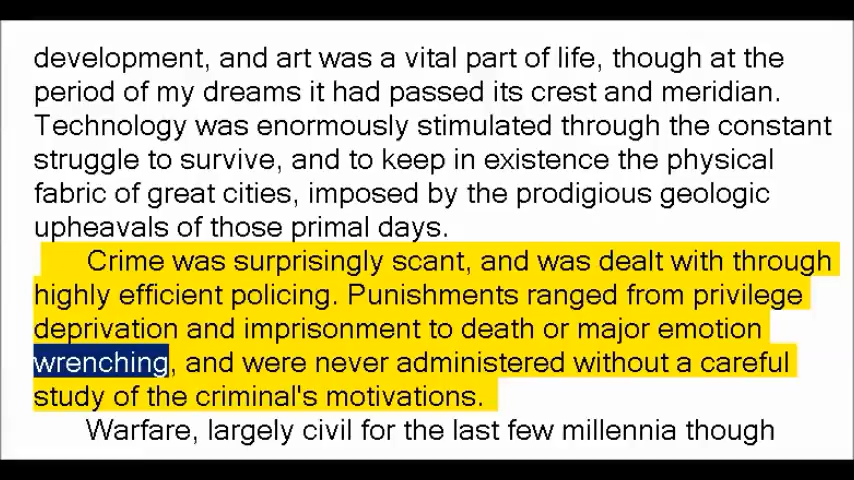 development, and art was a vital part of life, though at the
period of my dreams it had passed its crest and meridian.
Technology was enormously stimulated through the constant
struggle to survive, and to keep in existence the physical
fabric of great cities, imposed by the prodigious geologic
upheavals of those primal days.
Crime was surprisingly scant, and was dealt with through
highly efficient policing. Punishments ranged from privilege
deprivation and imprisonment to death or major emotion
wrenching, and were never administered without a careful
study of the criminal's motivations.
Warfare, largely civil for the last few millennia though